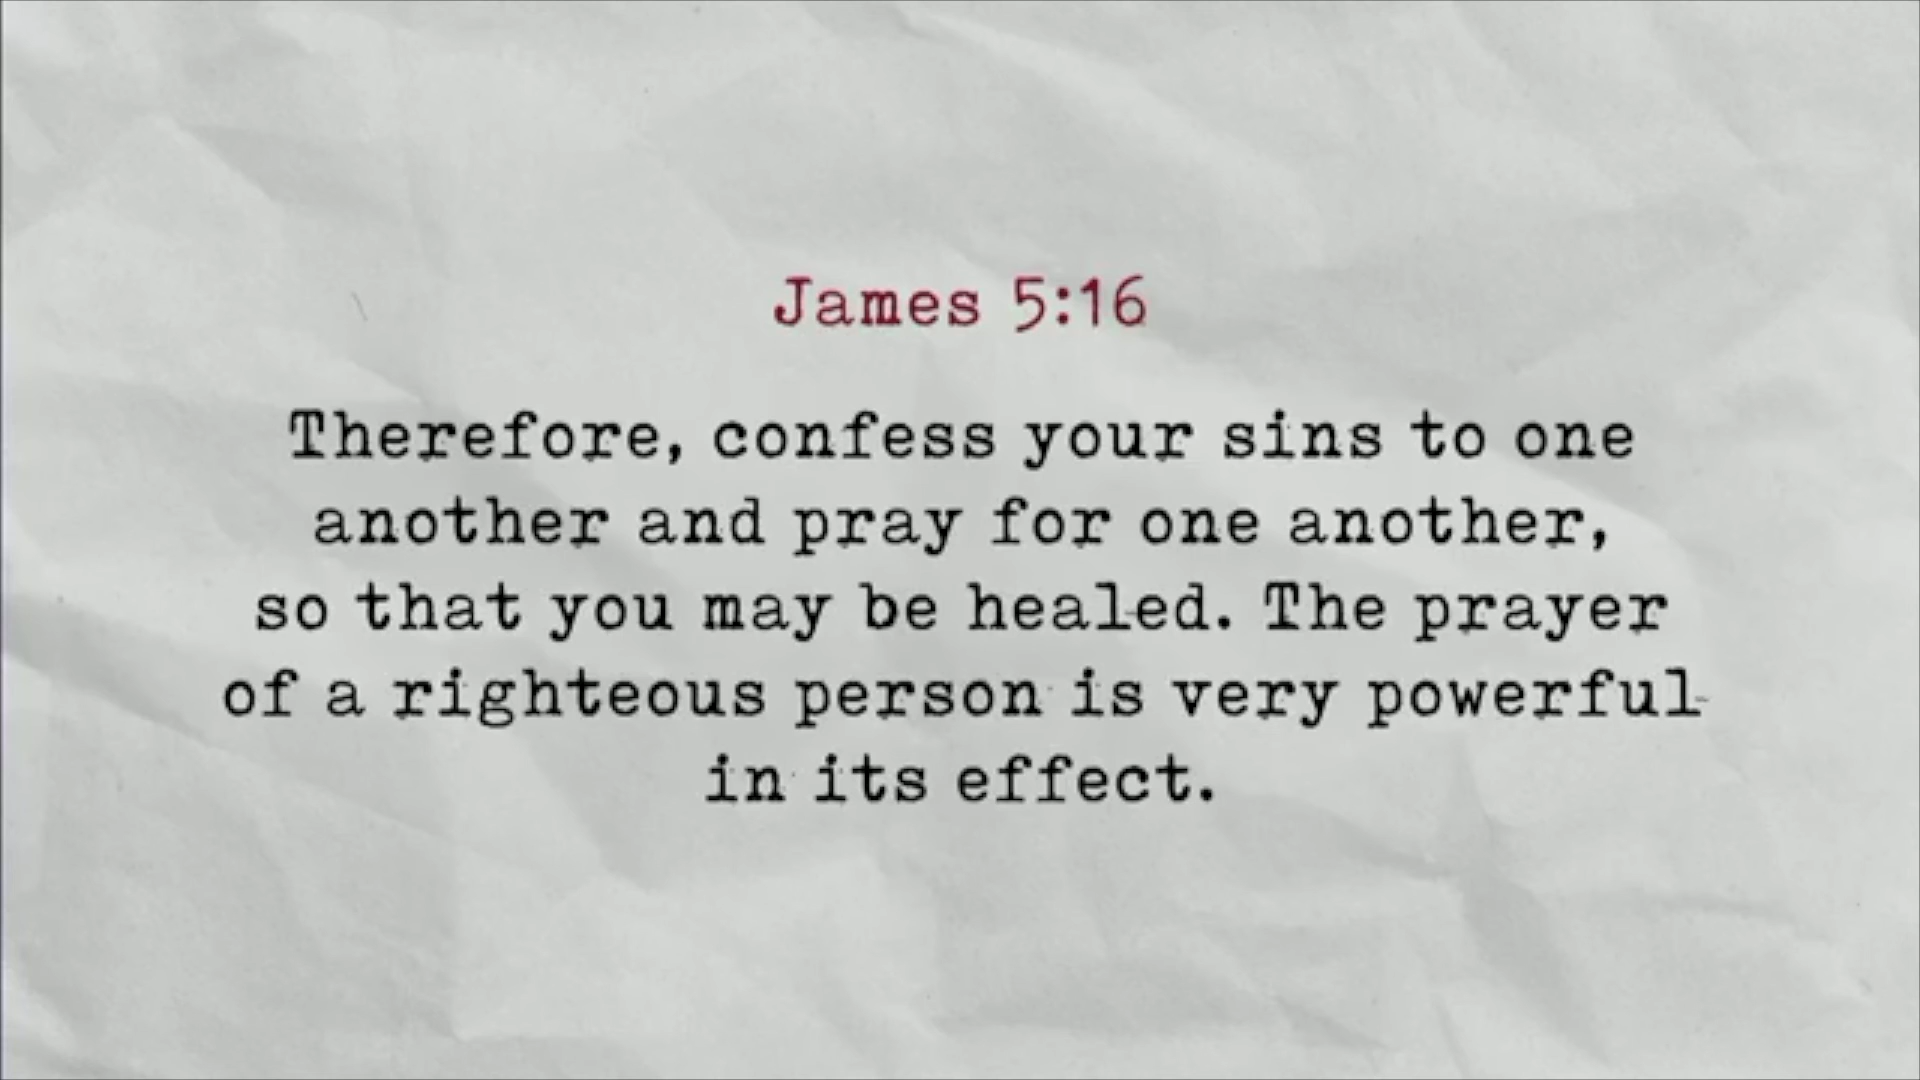 James 5:16
Therefore, confess your sins to one
another and pray for one another,
so that you may be healed. The prayer
of a righteous person is very powerful
in its effect.